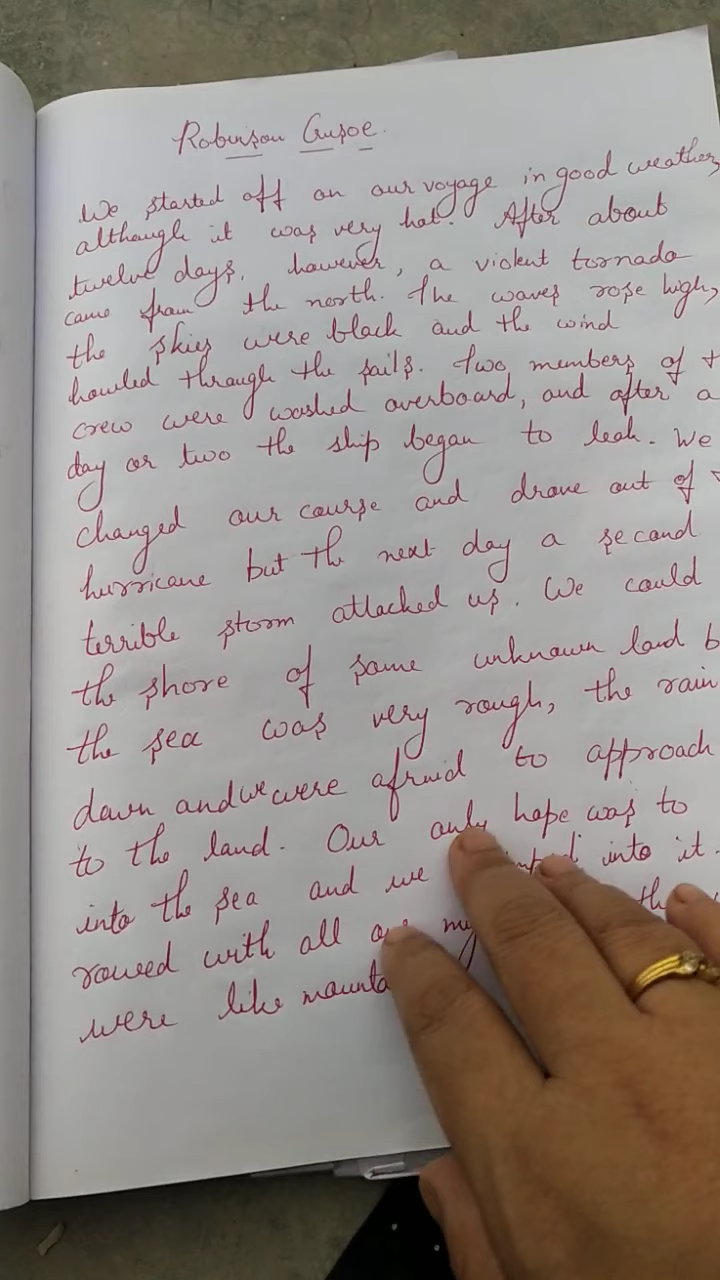 Robinson Crusoe.
We started off on our voyage in good weather,
although it was very hot. After about
twelve days, however, a violent tornado
came from the north. The waves rose high,
the skies were black and the wind
howled through the sails. Two members of
crew were washed overboard, and after a
day or two the ship began to leak. We
changed our course and drove out of
hurricane but the next day a second
terrible storm attacked us. We could
the shore of some unknown land
the sea was very rough, the rain
down and we were afraid to approach
to the land. Our only hope was to
into the sea and we into it.
rowed with all our
were like